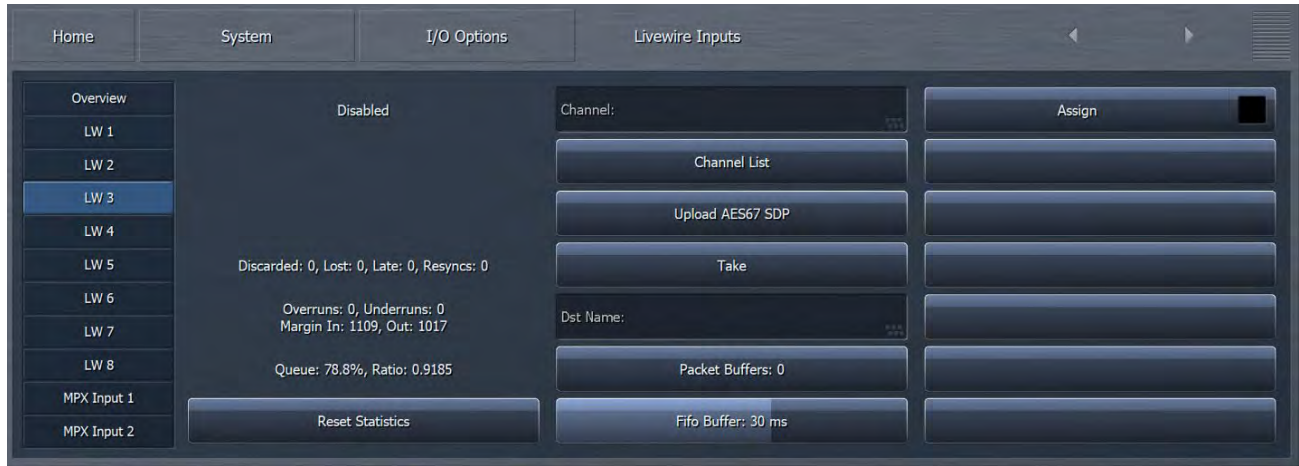 Home
System
I/O Options
Livewire Inputs
Overview
LW 1
LW 2
LW 3
LW 4
LW 5
LW 6
LW 7
LW 8
MPX Input 1
MPX Input 2
Disabled
Discarded: 0, Lost: 0, Late: 0, Resyncs: 0
Overruns: 0, Underruns: 0
Margin In: 1109, Out: 1017
Queue: 78.8%, Ratio: 0.9185
Reset Statistics
Channel:
Channel List
Upload AES67 SDP
Take
Dst Name:
Packet Buffers: 0
Fifo Buffer: 30 ms
Assign